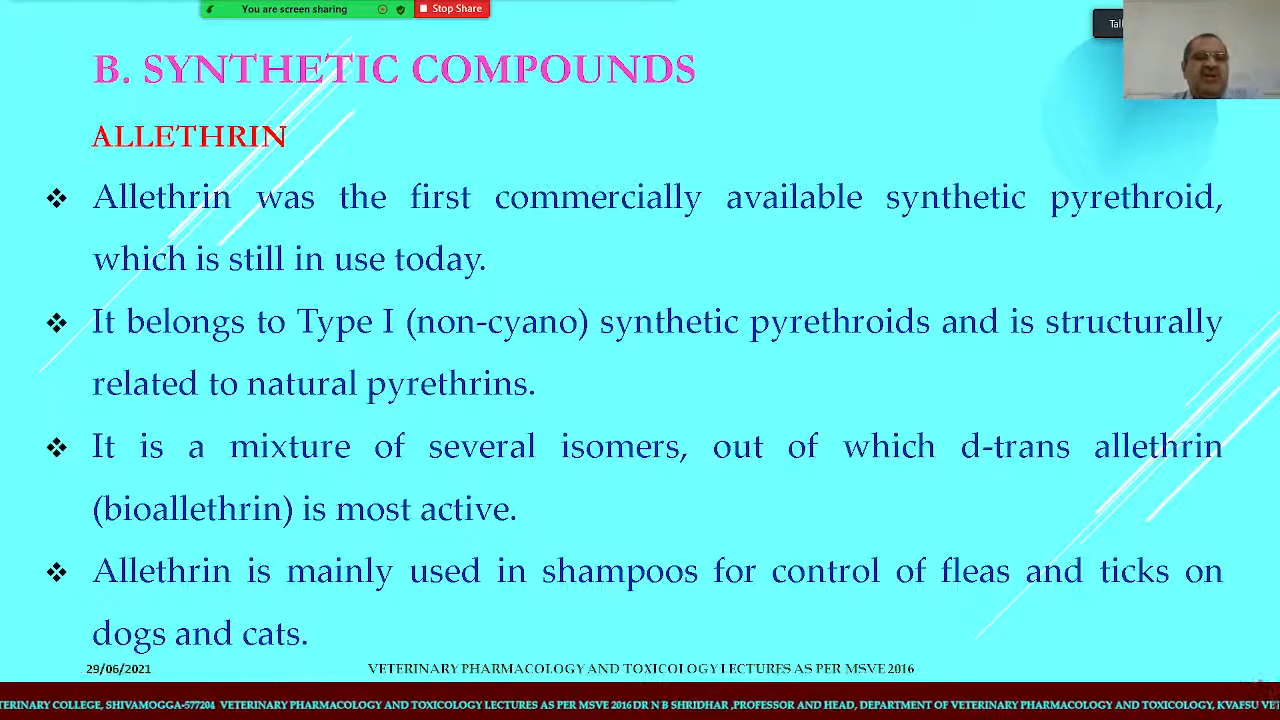 You are screen sharing
Stop Share
B. SYNTHETIC COMPOUNDS
ALLETHRIN
❖ Allethrin was the first commercially available synthetic pyrethroid,
which is still in use today.
❖ It belongs to Type I (non-cyano) synthetic pyrethroids and is structurally
related to natural pyrethrins.
❖ It is a mixture of several isomers, out of which d-trans allethrin
(bioallethrin) is most active.
❖ Allethrin is mainly used in shampoos for control of fleas and ticks on
dogs and cats.
29/06/2021 VETERINARY PHARMACOLOGY AND TOXICOLOGY LECTURES AS PER MSVE 2016
COLLEGE, SHIVAMOGGA-577204 VETERINARY PHARMACOLOGY AND TOXICOLOGY LECTURES AS PER MSVE 2016 DR N B SHRIDHAR ,PROFESSOR AND HEAD, DEPARTMENT OF VETERINARY PHARMACOLOGY AND TOXICOLOGY, KVAFSU